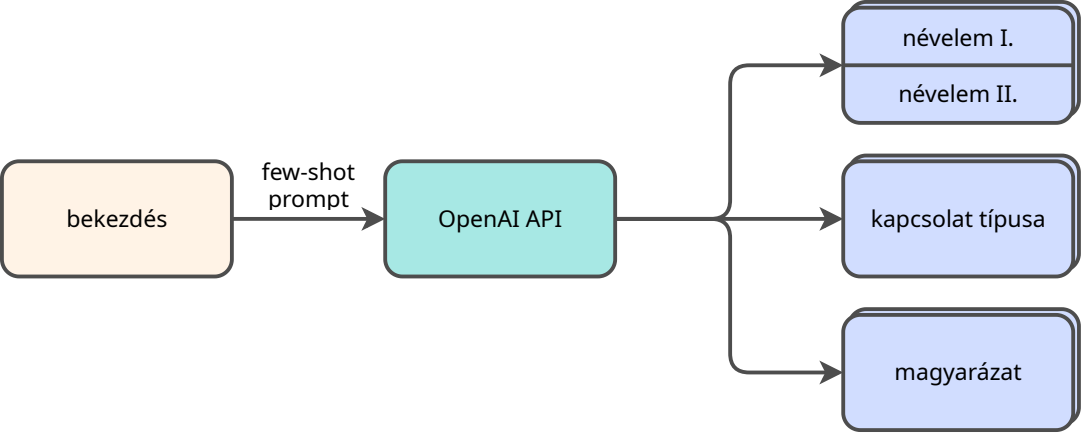 bekezdés
few-shot
prompt
OpenAI API
névelem I.
névelem II.
kapcsolat típusa
magyarázat